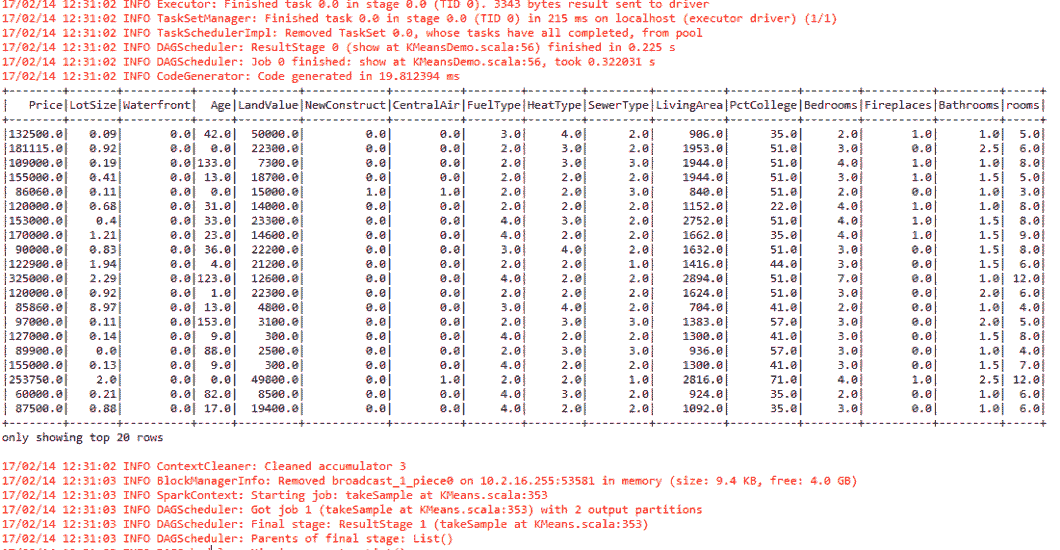 17/02/14 12:31:02 INFO Executor: Finished task 0.0 in stage 0.0 (TID 0). 3343 bytes result sent to driver
17/02/14 12:31:02 INFO TaskSetManager: Finished task 0.0 in stage 0.0 (TID 0) in 215 ms on localhost (executor driver) (1/1)
17/02/14 12:31:02 INFO TaskSchedulerImpl: Removed TaskSet 0.0, whose tasks have all completed, from pool
17/02/14 12:31:02 INFO DAGScheduler: ResultStage 0 (show at KMeansDemo.scala:56) finished in 0.225 s
17/02/14 12:31:02 INFO DAGScheduler: Job 0 finished: show at KMeansDemo.scala:56, took 0.322031 s
17/02/14 12:31:02 INFO CodeGenerator: Code generated in 19.812394 ms
| Price|LotSize|Waterfront| Age|LandValue|NewConstruct|CentralAir|FuelType|HeatType|SewerType|LivingArea|PctCollege|Bedrooms|Fireplaces|Bathrooms|rooms|
|132500.0| 0.09| 0.0| 42.0| 50000.0| 0.0| 0.0| 3.0| 4.0| 2.0| 906.0| 35.0| 2.0| 1.0| 1.0| 5.0|
|181115.0| 0.92| 0.0| 0.0| 22300.0| 0.0| 0.0| 2.0| 3.0| 2.0| 1953.0| 51.0| 3.0| 0.0| 2.5| 6.0|
|109000.0| 0.19| 0.0|133.0| 7300.0| 0.0| 0.0| 2.0| 3.0| 3.0| 1944.0| 51.0| 4.0| 1.0| 1.0| 8.0|
|155000.0| 0.41| 0.0| 13.0| 18700.0| 0.0| 0.0| 2.0| 2.0| 2.0| 1944.0| 51.0| 3.0| 1.0| 1.5| 5.0|
| 86060.0| 0.11| 0.0| 0.0| 15000.0| 1.0| 1.0| 2.0| 2.0| 3.0| 840.0| 51.0| 2.0| 0.0| 1.0| 3.0|
|120000.0| 0.68| 0.0| 31.0| 14000.0| 0.0| 0.0| 2.0| 2.0| 2.0| 1152.0| 22.0| 4.0| 1.0| 1.0| 8.0|
|153000.0| 0.4| 0.0| 33.0| 23300.0| 0.0| 0.0| 4.0| 3.0| 2.0| 2752.0| 51.0| 4.0| 1.0| 1.5| 8.0|
|170000.0| 1.21| 0.0| 23.0| 14600.0| 0.0| 0.0| 4.0| 2.0| 2.0| 1662.0| 35.0| 4.0| 1.0| 1.5| 9.0|
| 90000.0| 0.83| 0.0| 36.0| 22200.0| 0.0| 0.0| 3.0| 4.0| 2.0| 1632.0| 51.0| 3.0| 0.0| 1.5| 8.0|
|122900.0| 1.94| 0.0| 4.0| 21200.0| 0.0| 0.0| 2.0| 2.0| 1.0| 1416.0| 44.0| 3.0| 0.0| 1.5| 6.0|
|325000.0| 2.29| 0.0|123.0| 12600.0| 0.0| 0.0| 4.0| 2.0| 2.0| 2894.0| 51.0| 7.0| 0.0| 1.0| 12.0|
|120000.0| 0.92| 0.0| 1.0| 22300.0| 0.0| 0.0| 2.0| 2.0| 2.0| 1624.0| 51.0| 3.0| 0.0| 2.0| 6.0|
| 85860.0| 8.97| 0.0| 13.0| 4800.0| 0.0| 0.0| 3.0| 4.0| 2.0| 704.0| 41.0| 2.0| 0.0| 1.0| 4.0|
| 97000.0| 0.11| 0.0|153.0| 3100.0| 0.0| 0.0| 2.0| 3.0| 3.0| 1383.0| 57.0| 3.0| 0.0| 2.0| 5.0|
|127000.0| 0.14| 0.0| 9.0| 300.0| 0.0| 0.0| 4.0| 2.0| 2.0| 1300.0| 41.0| 3.0| 0.0| 1.5| 8.0|
| 89900.0| 0.0| 0.0| 88.0| 2500.0| 0.0| 0.0| 2.0| 3.0| 3.0| 936.0| 57.0| 3.0| 0.0| 1.0| 4.0|
|155000.0| 0.13| 0.0| 9.0| 300.0| 0.0| 0.0| 4.0| 2.0| 2.0| 1300.0| 41.0| 3.0| 0.0| 1.5| 7.0|
|253750.0| 2.0| 0.0| 0.0| 49800.0| 0.0| 1.0| 2.0| 2.0| 1.0| 2816.0| 71.0| 4.0| 1.0| 2.5| 12.0|
| 60000.0| 0.21| 0.0| 82.0| 8500.0| 0.0| 0.0| 4.0| 3.0| 2.0| 924.0| 35.0| 2.0| 0.0| 1.0| 6.0|
| 87500.0| 0.88| 0.0| 17.0| 19400.0| 0.0| 0.0| 4.0| 2.0| 2.0| 1092.0| 35.0| 3.0| 0.0| 1.0| 6.0|
only showing top 20 rows
17/02/14 12:31:02 INFO ContextCleaner: Cleaned accumulator 3
17/02/14 12:31:03 INFO BlockManagerInfo: Removed broadcast_1_piece0 on 10.2.16.255:53581 in memory (size: 9.4 KB, free: 4.0 GB)
17/02/14 12:31:03 INFO SparkContext: Starting job: takeSample at KMeans.scala:353
17/02/14 12:31:03 INFO DAGScheduler: Got job 1 (takeSample at KMeans.scala:353) with 2 output partitions
17/02/14 12:31:03 INFO DAGScheduler: Final stage: ResultStage 1 (takeSample at KMeans.scala:353)
17/02/14 12:31:03 INFO DAGScheduler: Parents of final stage: List()